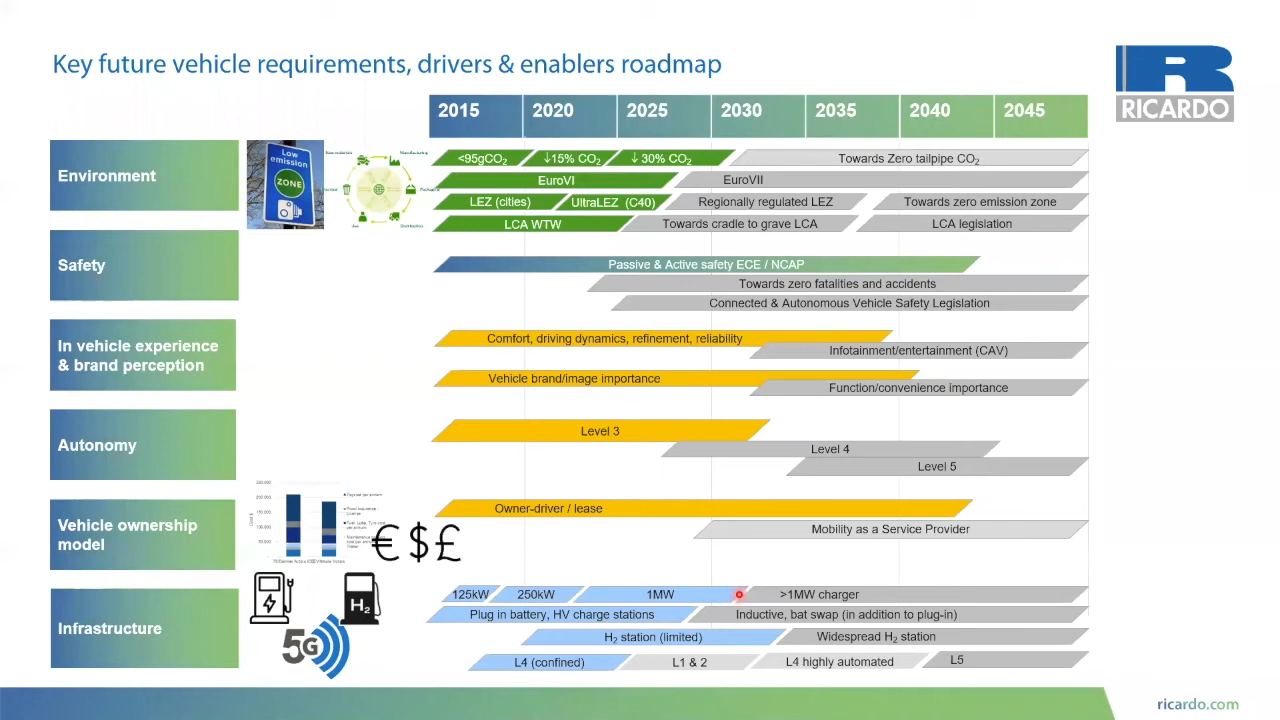 Key future vehicle requirements, drivers & enablers roadmap
RICARDO
2015 2020 2025 2030 2035 2040 2045
Environment
Low
emission
ZONE
<95gCO2 ↓15% CO2 ↓ 30% CO2 Towards Zero tailpipe CO2
EuroVI EuroVII
LEZ (cities) UltraLEZ (C40) Regionally regulated LEZ Towards zero emission zone
LCA WTW Towards cradle to grave LCA LCA legislation
Safety
Passive & Active safety ECE / NCAP
Towards zero fatalities and accidents
Connected & Autonomous Vehicle Safety Legislation
In vehicle experience
& brand perception
Comfort, driving dynamics, refinement, reliability
Infotainment/entertainment (CAV)
Vehicle brand/image importance
Function/convenience importance
Autonomy
Level 3
Level 4
Level 5
Vehicle ownership
model
€ $ £
Owner-driver / lease
Mobility as a Service Provider
Infrastructure
H2
5G
125kW 250kW 1MW >1MW charger
Plug in battery, HV charge stations Inductive, bat swap (in addition to plug-in)
H2 station (limited) Widespread H2 station
L4 (confined) L1 & 2 L4 highly automated L5
ricardo.com